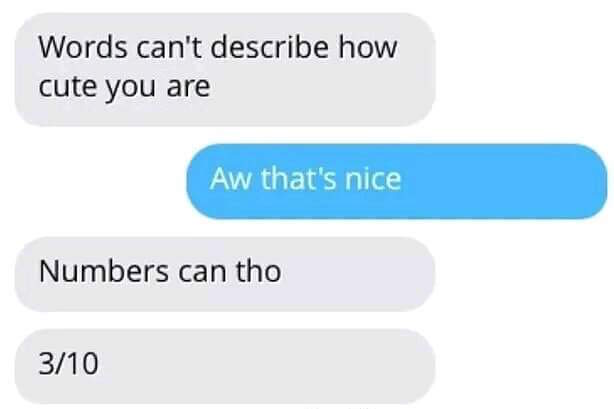 Words can't describe how
cute you are
Aw that's nice
Numbers can tho
3/10